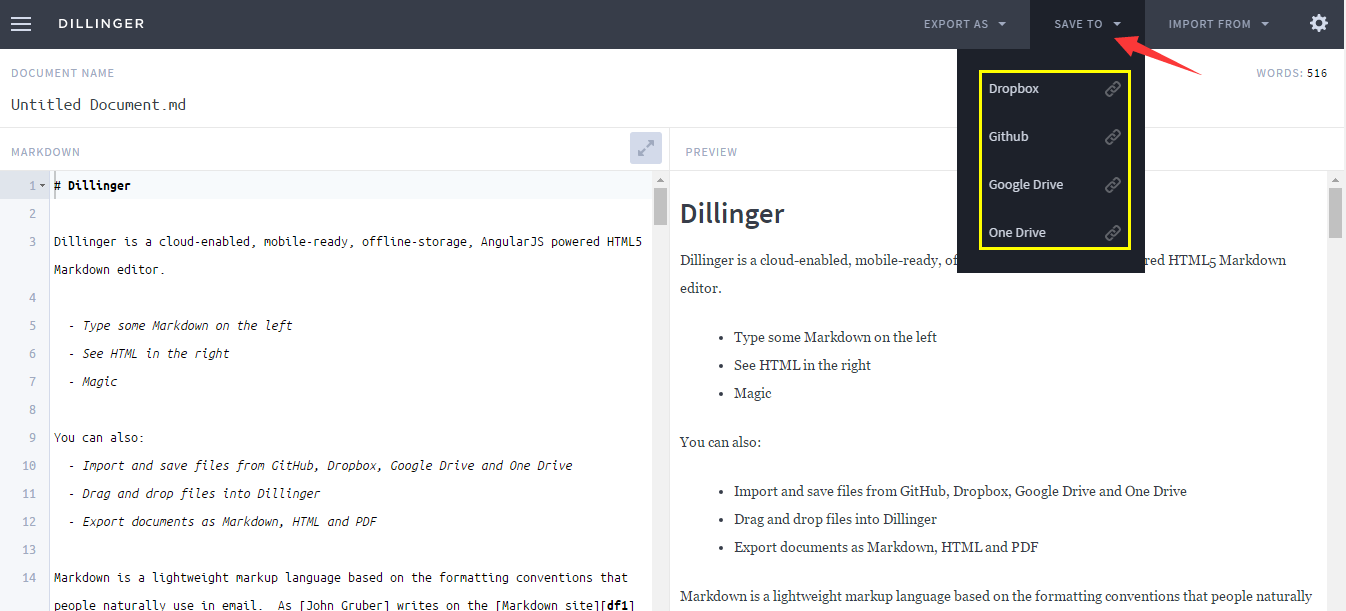 DILLINGER
EXPORT AS
SAVE TO
IMPORT FROM
Dropbox
Github
Google Drive
One Drive
DOCUMENT NAME
WORDS: 516
Untitled Document.md
MARKDOWN
1 # Dillinger
2
3 Dillinger is a cloud-enabled, mobile-ready, offline-storage, AngularJS powered HTML5
Markdown editor.
4
5 - Type some Markdown on the left
6 - See HTML in the right
7 - Magic
8
9 You can also:
10 - Import and save files from GitHub, Dropbox, Google Drive and One Drive
11 - Drag and drop files into Dillinger
12 - Export documents as Markdown, HTML and PDF
13
14 Markdown is a lightweight markup language based on the formatting conventions that
people naturally use in email.  As [John Gruber] writes on the [Markdown site][df1]
PREVIEW
Dillinger
Dillinger is a cloud-enabled, mobile-ready, of red HTML5 Markdown
editor.
• Type some Markdown on the left
• See HTML in the right
• Magic
You can also:
• Import and save files from GitHub, Dropbox, Google Drive and One Drive
• Drag and drop files into Dillinger
• Export documents as Markdown, HTML and PDF
Markdown is a lightweight markup language based on the formatting conventions that people naturally